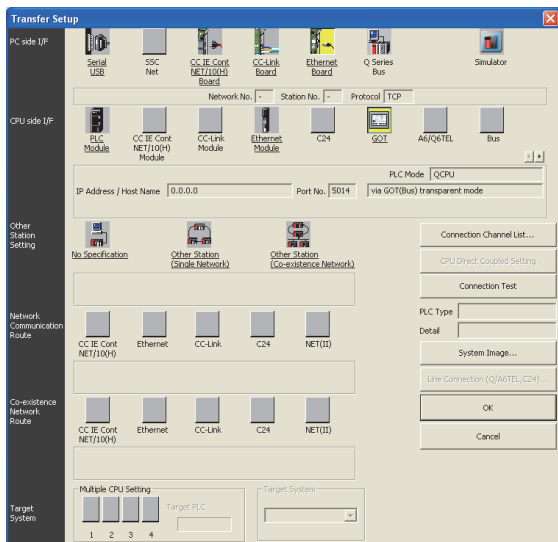 Transfer Setup
PC side I/F
Serial USB
SSC Net
CC IE Cont NET/10(H) Board
CC-Link Board
Ethernet Board
Q Series Bus
Simulator
Network No. - Station No. - Protocol TCP
CPU side I/F
PLC Module
CC IE Cont NET/10(H) Module
CC-Link Module
Ethernet Module
C24
GOT
A6/Q6TEL
Bus
PLC Mode QCPU
IP Address / Host Name 0.0.0.0 Port No. 5014 via GOT(Bus) transparent mode
Other Station Setting
No Specification
Other Station (Single Network)
Other Station (Co-existence Network)
Connection Channel List...
CPU Direct Coupled Setting
Connection Test
PLC Type
Detail
System Image...
Line Connection (Q/A6TEL,C24)...
OK
Cancel
Network Communication Route
CC IE Cont NET/10(H)
Ethernet
CC-Link
C24
NET(II)
Co-existence Network Route
CC IE Cont NET/10(H)
Ethernet
CC-Link
C24
NET(II)
Target System
Multiple CPU Setting
1 2 3 4
Target PLC
Target System